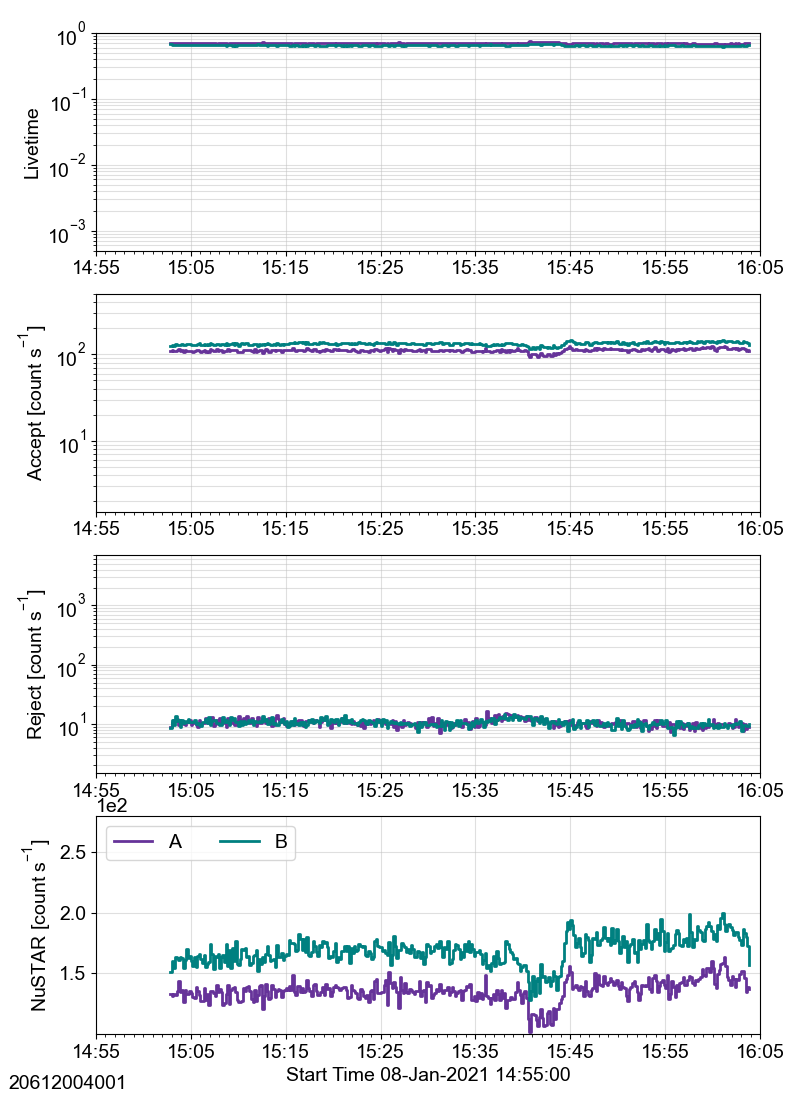 10⁰
10⁻¹
10⁻²
10⁻³
Livetime
14:55 15:05 15:15 15:25 15:35 15:45 15:55 16:05
10²
10¹
Accept [count s⁻¹]
14:55 15:05 15:15 15:25 15:35 15:45 15:55 16:05
10³
10²
10¹
Reject [count s⁻¹]
14:55 15:05 15:15 15:25 15:35 15:45 15:55 16:05
1e2
A B
2.5
2.0
1.5
NuSTAR [count s⁻¹]
14:55 15:05 15:15 15:25 15:35 15:45 15:55 16:05
Start Time 08-Jan-2021 14:55:00
20612004001